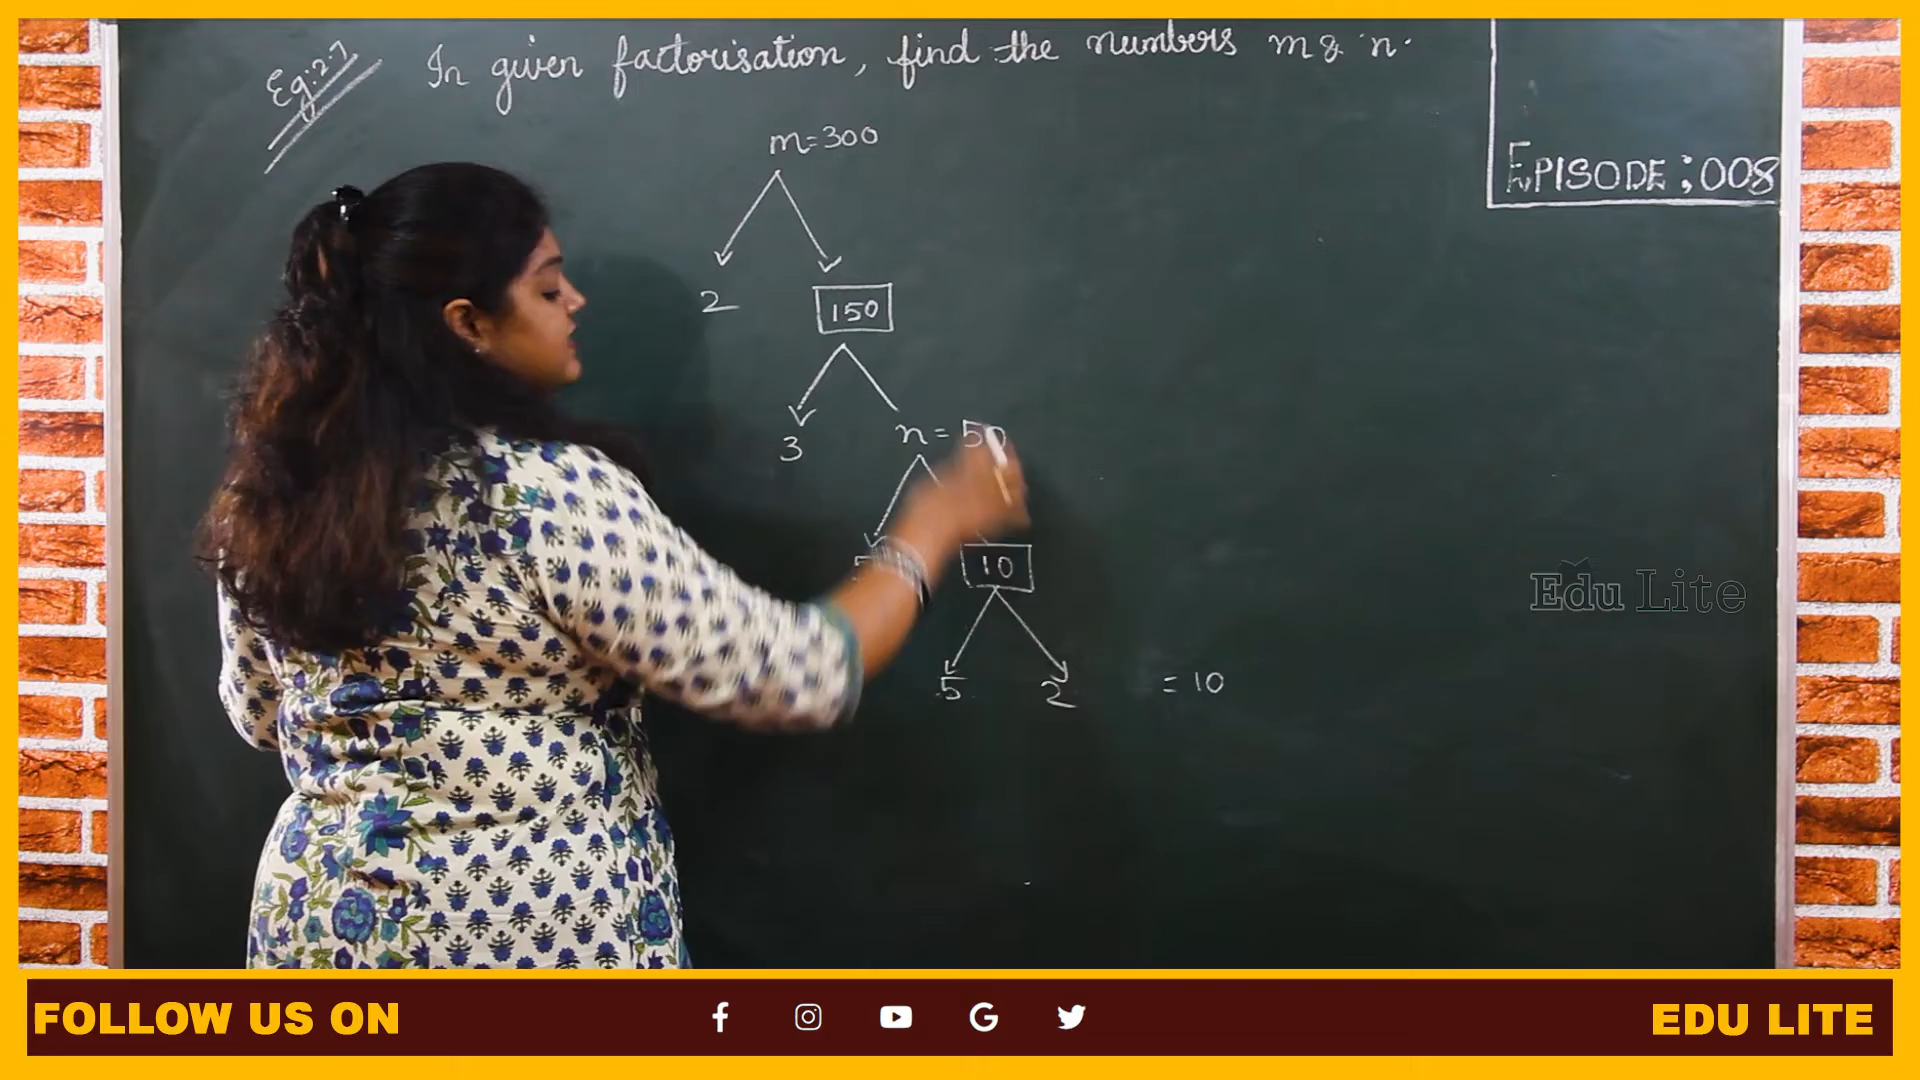 Eg:2.7
In given factorisation, find the numbers m & n.
EPISODE : 008
m=300
2
150
3
n = 50
10
5 2 = 10
Edu Lite
FOLLOW US ON
EDU LITE